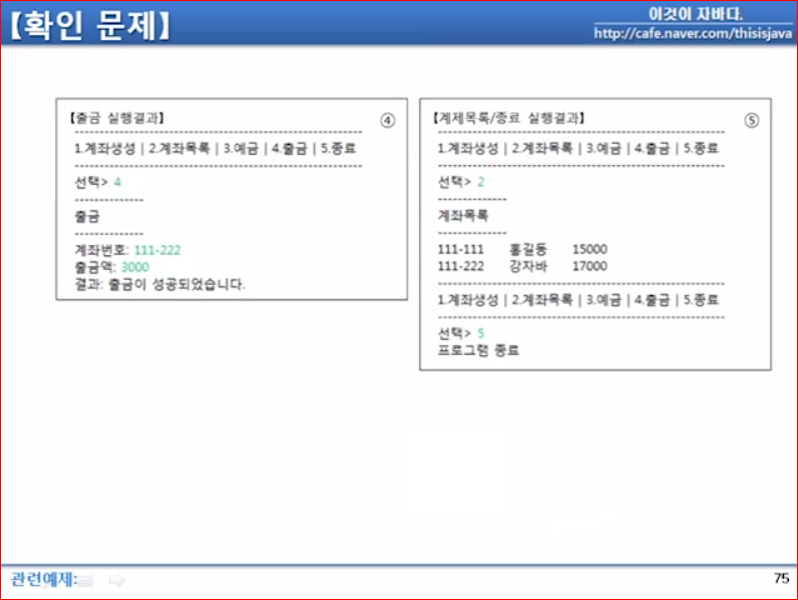 【확인 문제】
이것이 자바다.
http://cafe.naver.com/thisisjava
【출금 실행결과】
④
--------------------------------------------------------
1.계좌생성 | 2.계좌목록 | 3.예금 | 4.출금 | 5.종료
--------------------------------------------------------
선택> 4
--------------
출금
--------------
계좌번호: 111-222
출금액: 3000
결과: 출금이 성공되었습니다.
【계제목록/종료 실행결과】
⑤
--------------------------------------------------------
1.계좌생성 | 2.계좌목록 | 3.예금 | 4.출금 | 5.종료
--------------------------------------------------------
선택> 2
--------------
계좌목록
--------------
111-111 홍길동 15000
111-222 강자바 17000
--------------------------------------------------------
1.계좌생성 | 2.계좌목록 | 3.예금 | 4.출금 | 5.종료
--------------------------------------------------------
선택> 5
프로그램 종료
관련예제:
75